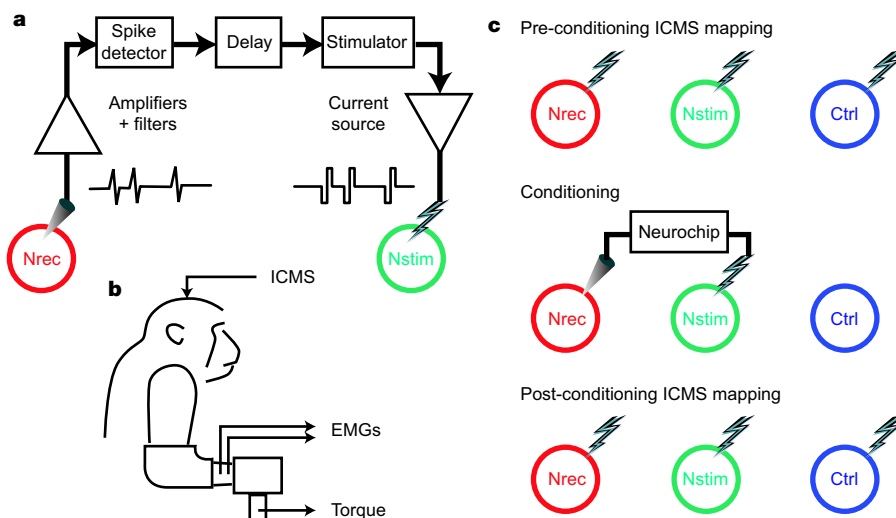 a
Spike
detector
Delay
Stimulator
Amplifiers
+ filters
Current
source
Nrec
Nstim
b
ICMS
EMGs
Torque
c
Pre-conditioning ICMS mapping
Nrec
Nstim
Ctrl
Conditioning
Neurochip
Nrec
Nstim
Ctrl
Post-conditioning ICMS mapping
Nrec
Nstim
Ctrl